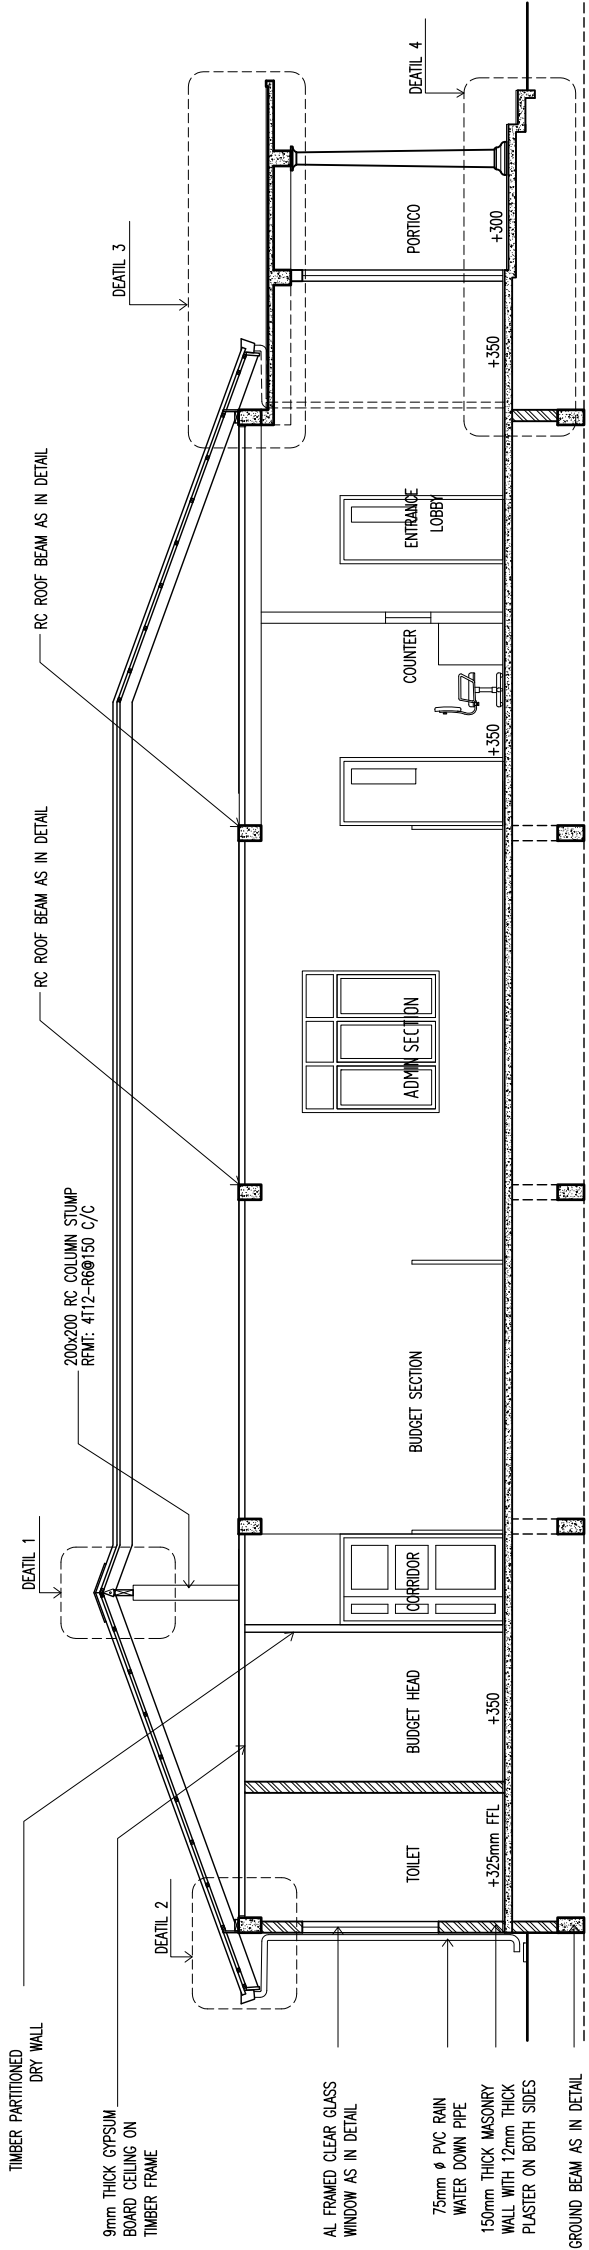 TIMBER PARTITIONED
DRY WALL
9mm THICK GYPSUM
BOARD CEILING ON
TIMBER FRAME
AL FRAMED CLEAR GLASS
WINDOW AS IN DETAIL
75mm ø PVC RAIN
WATER DOWN PIPE
150mm THICK MASONRY
WALL WITH 12mm THICK
PLASTER ON BOTH SIDES
GROUND BEAM AS IN DETAIL
DEATIL 2
DEATIL 1
200x200 RC COLUMN STUMP
RFMT: 4T12-R6@150 C/C
RC ROOF BEAM AS IN DETAIL
RC ROOF BEAM AS IN DETAIL
DEATIL 3
DEATIL 4
TOILET
+325mm FFL
BUDGET HEAD
+350
CORRIDOR
BUDGET SECTION
ADMIN SECTION
+350
COUNTER
ENTRANCE
LOBBY
+350
PORTICO
+300